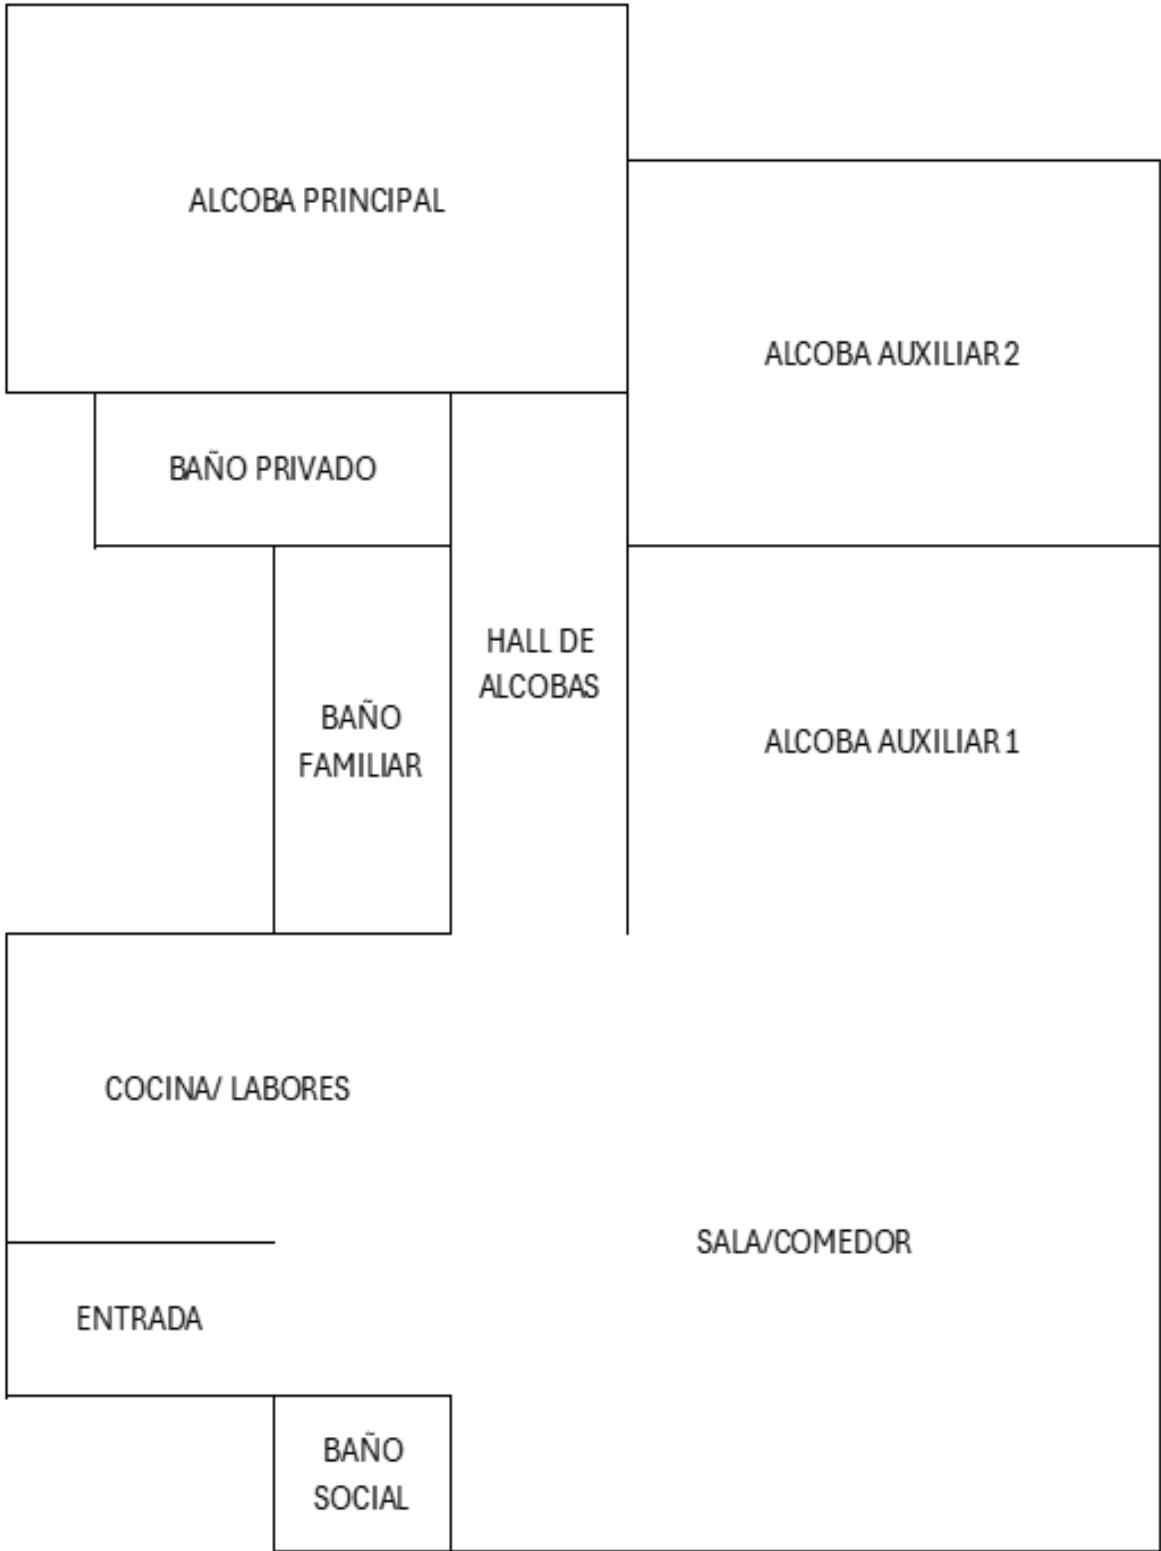 ALCOBA PRINCIPAL
ALCOBA AUXILIAR 2
BAÑO PRIVADO
HALL DE
ALCOBAS
BAÑO
FAMILIAR
ALCOBA AUXILIAR 1
COCINA/ LABORES
SALA/COMEDOR
ENTRADA
BAÑO
SOCIAL